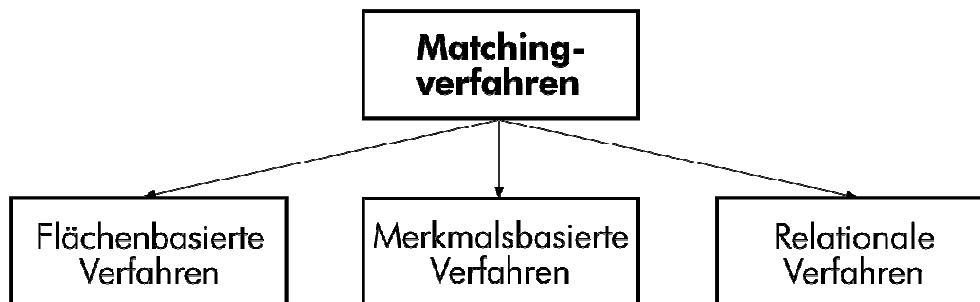 Matching-
verfahren
Flächenbasierte
Verfahren
Merkmalsbasierte
Verfahren
Relationale
Verfahren